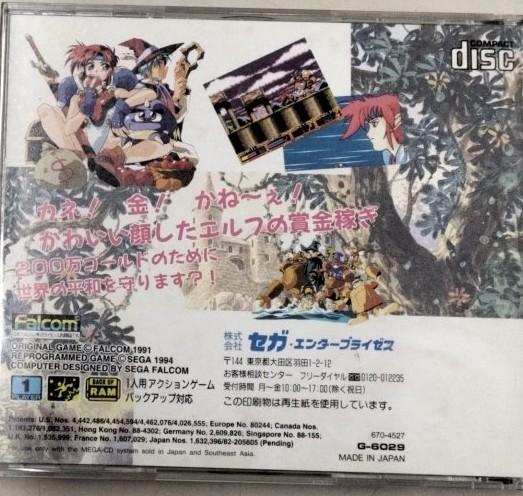 COMPACT
disc
カネ！ 金！ かね～ぇ！
かわいい顔したエルフの賞金稼ぎ
200万ゴールドのために
世界の平和を守ります？！
Falcom
ORIGINAL GAME © FALCOM 1991
REPROGRAMMED GAME © SEGA 1994
COMPUTER DESIGNED BY SEGA FALCOM
株式会社 セガ・エンタープライゼス
〒144 東京都大田区羽田1-2-12
お客様相談センター フリーダイヤル 0120-012235
受付時間 月～金10:00～17:00(除く祝日)
この印刷物は再生紙を使用しています。
1 PLAYER
BACK UP RAM
1人用アクションゲーム
バックアップ対応
Patents: U.S. Nos. 4,442,486/4,454,594/4,462,076/4,026,555; Europe No. 80244; Canada Nos.
1,183,276/1,082,351; Hong Kong No. 88-4302; Germany No. 2,609,826; Singapore No. 88-155;
U.K. No. 1,535,999; France No. 1,607,029; Japan Nos. 1,632,396/82-205605 (Pending)
use only with the MEGA-CD system sold in Japan and Southeast Asia.
670-4527
G-6029
MADE IN JAPAN